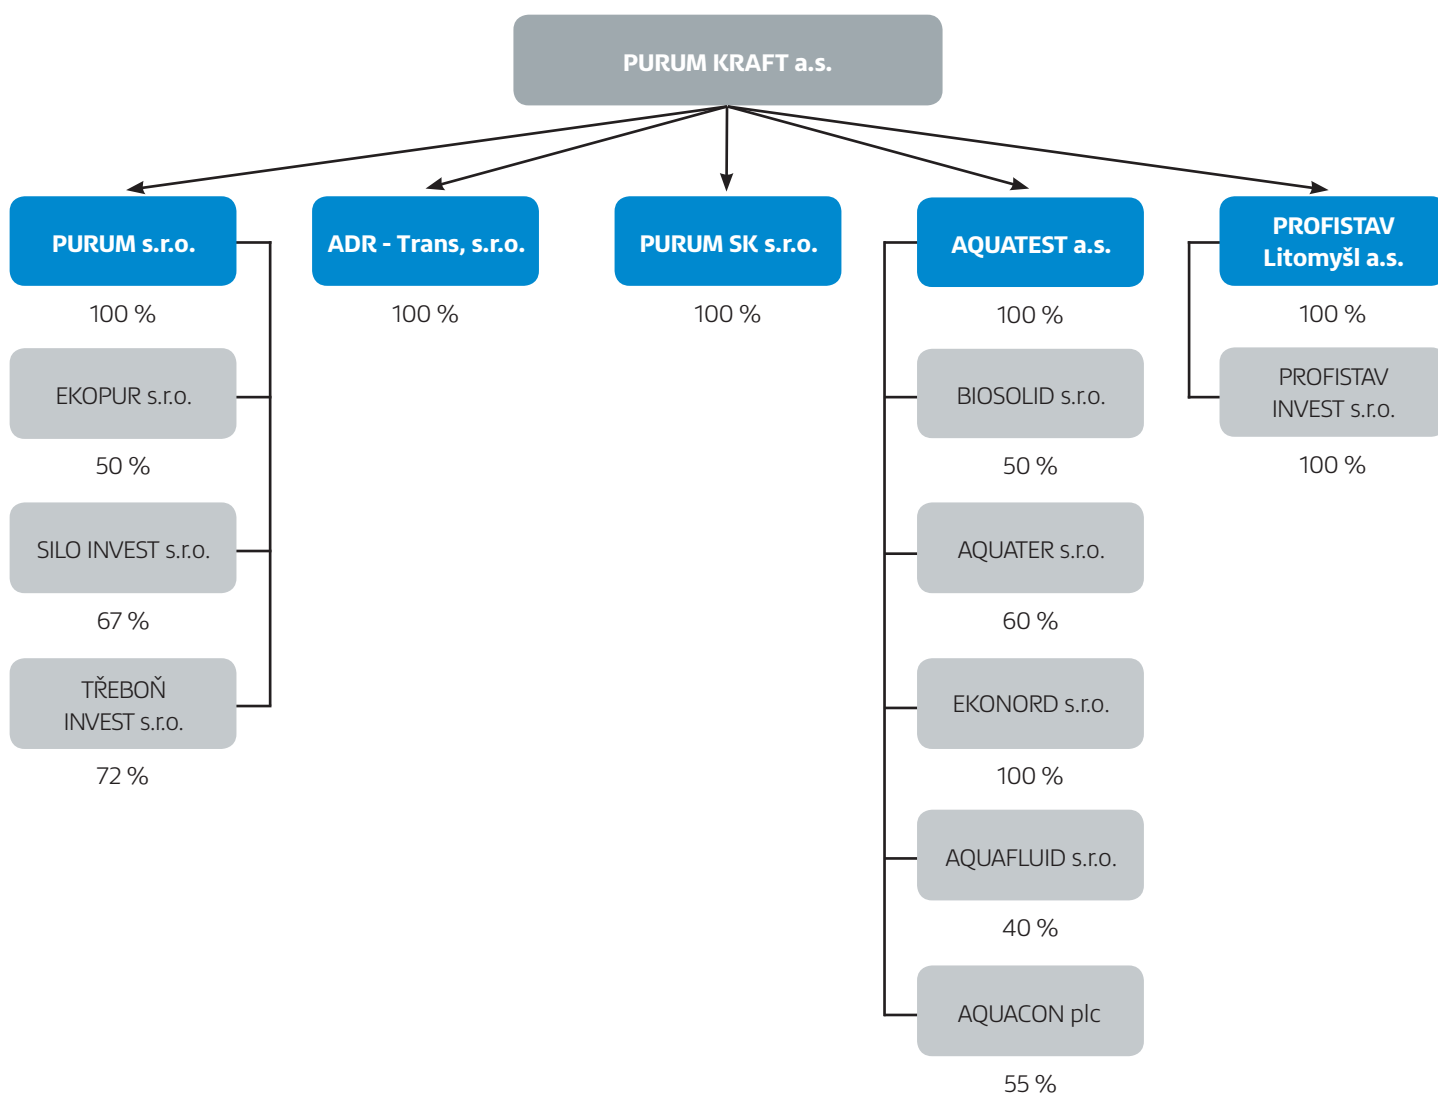 PURUM KRAFT a.s.
PURUM s.r.o.
ADR - Trans, s.r.o.
PURUM SK s.r.o.
AQUATEST a.s.
PROFISTAV
Litomyšl a.s.
100 %
100 %
100 %
100 %
100 %
EKOPUR s.r.o.
BIOSOLID s.r.o.
PROFISTAV
INVEST s.r.o.
50 %
50 %
100 %
SILO INVEST s.r.o.
AQUATER s.r.o.
67 %
60 %
TŘEBOŇ
INVEST s.r.o.
EKONORD s.r.o.
72 %
100 %
AQUAFLUID s.r.o.
40 %
AQUACON plc
55 %